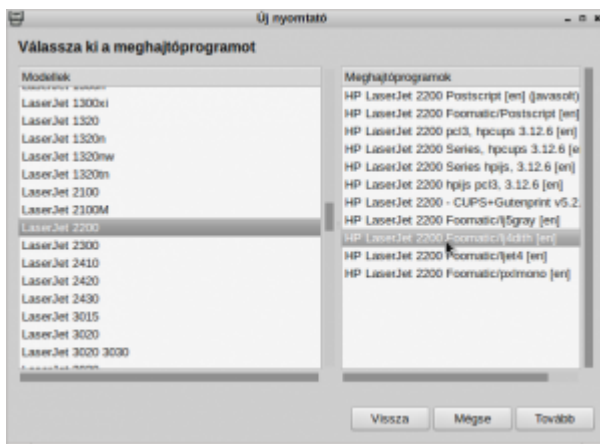 Új nyomtató
Válassza ki a meghajtóprogramot
Modellek
LaserJet 1300xi
LaserJet 1320
LaserJet 1320n
LaserJet 1320nw
LaserJet 1320tn
LaserJet 2100
LaserJet 2100M
LaserJet 2200
LaserJet 2300
LaserJet 2410
LaserJet 2420
LaserJet 2430
LaserJet 3015
LaserJet 3020
LaserJet 3020 3030
Meghajtóprogramok
HP LaserJet 2200 Postscript [en] (javasolt)
HP LaserJet 2200 Foomatic/Postscript [en]
HP LaserJet 2200 pcl3, hpcups 3.12.6 [en]
HP LaserJet 2200 Series, hpcups 3.12.6 [e
HP LaserJet 2200 Series hpijs, 3.12.6 [en]
HP LaserJet 2200 hpijs pcl3, 3.12.6 [en]
HP LaserJet 2200 - CUPS+Gutenprint v5.2.
HP LaserJet 2200 Foomatic/lj5gray [en]
HP LaserJet 2200 Foomatic/lj4dith [en]
HP LaserJet 2200 Foomatic/ljet4 [en]
HP LaserJet 2200 Foomatic/pxlmono [en]
Vissza
Mégse
Tovább